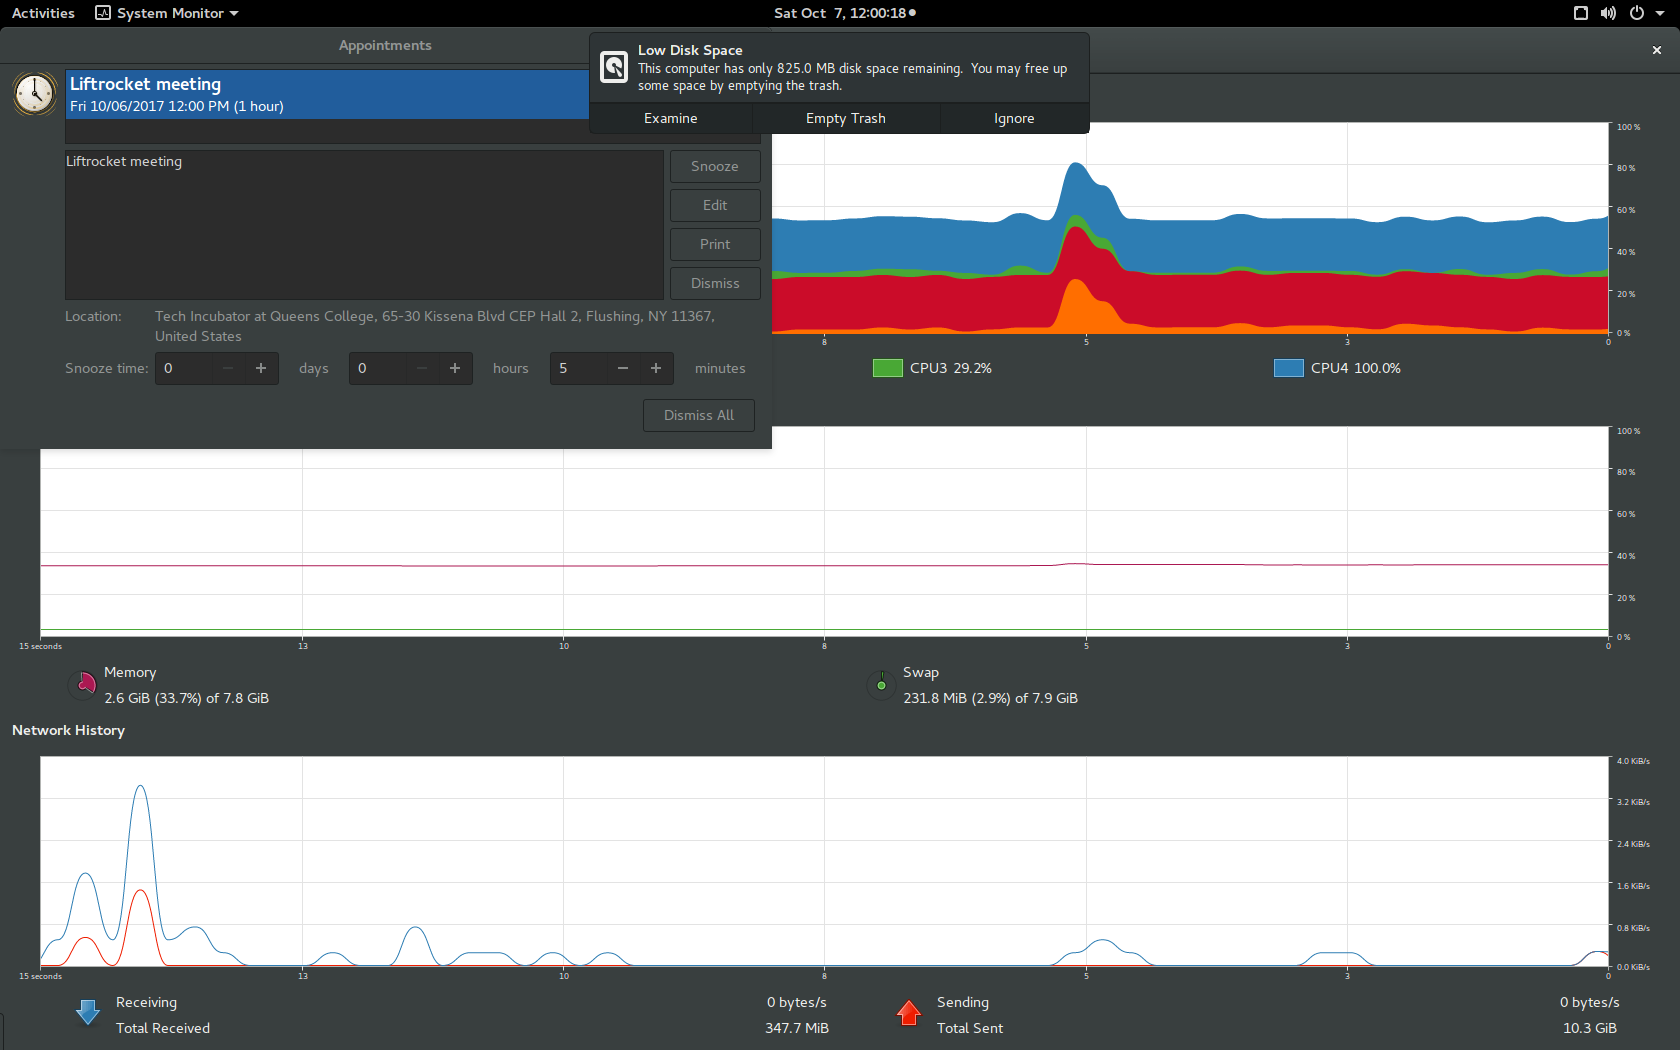 Activities System Monitor Sat Oct 7, 12:00:18
Appointments
Low Disk Space
This computer has only 825.0 MB disk space remaining. You may free up
some space by emptying the trash.
Examine Empty Trash Ignore
Liftrocket meeting
Fri 10/06/2017 12:00 PM (1 hour)
Liftrocket meeting
Snooze
Edit
Print
Dismiss
Location: Tech Incubator at Queens College, 65-30 Kissena Blvd CEP Hall 2, Flushing, NY 11367,
United States
Snooze time: 0 − + days 0 − + hours 5 − + minutes
Dismiss All
100 %
80 %
60 %
40 %
20 %
0 %
8 5 3 0
CPU3 29.2% CPU4 100.0%
100 %
80 %
60 %
40 %
20 %
0 %
15 seconds 13 10 8 5 3 0
Memory
2.6 GiB (33.7%) of 7.8 GiB
Swap
231.8 MiB (2.9%) of 7.9 GiB
Network History
4.0 KiB/s
3.2 KiB/s
2.4 KiB/s
1.6 KiB/s
0.8 KiB/s
0.0 KiB/s
15 seconds 13 10 8 5 3 0
Receiving 0 bytes/s
Total Received 347.7 MiB
Sending 0 bytes/s
Total Sent 10.3 GiB